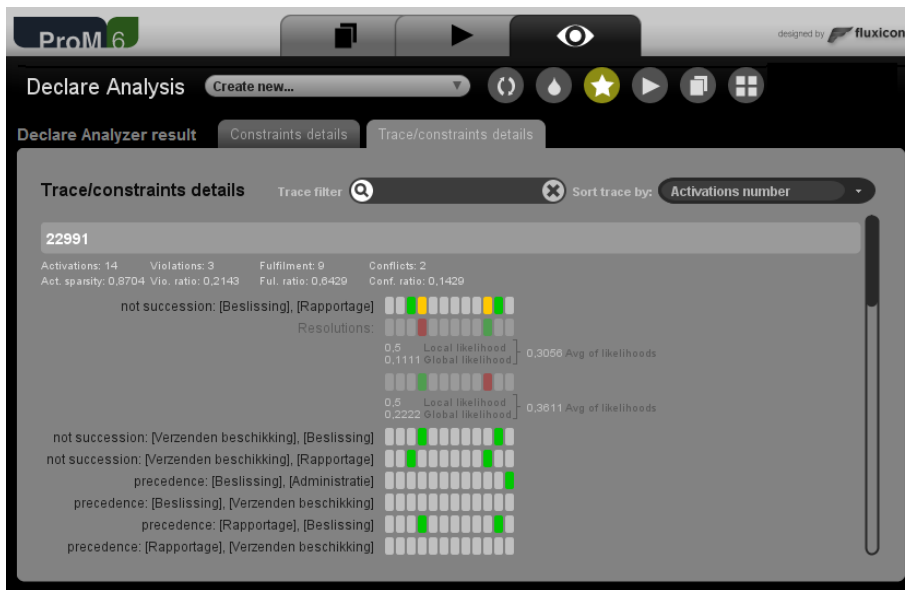 ProM 6
designed by fluxicon
Declare Analysis Create new...
Declare Analyzer result Constraints details Trace/constraints details
Trace/constraints details Trace filter Sort trace by: Activations number
22991
Activations: 14 Violations: 3 Fulfilment: 9 Conflicts: 2
Act. sparsity: 0,8704 Vio. ratio: 0,2143 Ful. ratio: 0,6429 Conf. ratio: 0,1429
not succession: [Beslissing], [Rapportage]
Resolutions:
0,5 Local likelihood
0,1111 Global likelihood 0,3056 Avg of likelihoods
0,5 Local likelihood
0,2222 Global likelihood 0,3611 Avg of likelihoods
not succession: [Verzenden beschikking], [Beslissing]
not succession: [Verzenden beschikking], [Rapportage]
precedence: [Beslissing], [Administratie]
precedence: [Beslissing], [Verzenden beschikking]
precedence: [Rapportage], [Beslissing]
precedence: [Rapportage], [Verzenden beschikking]